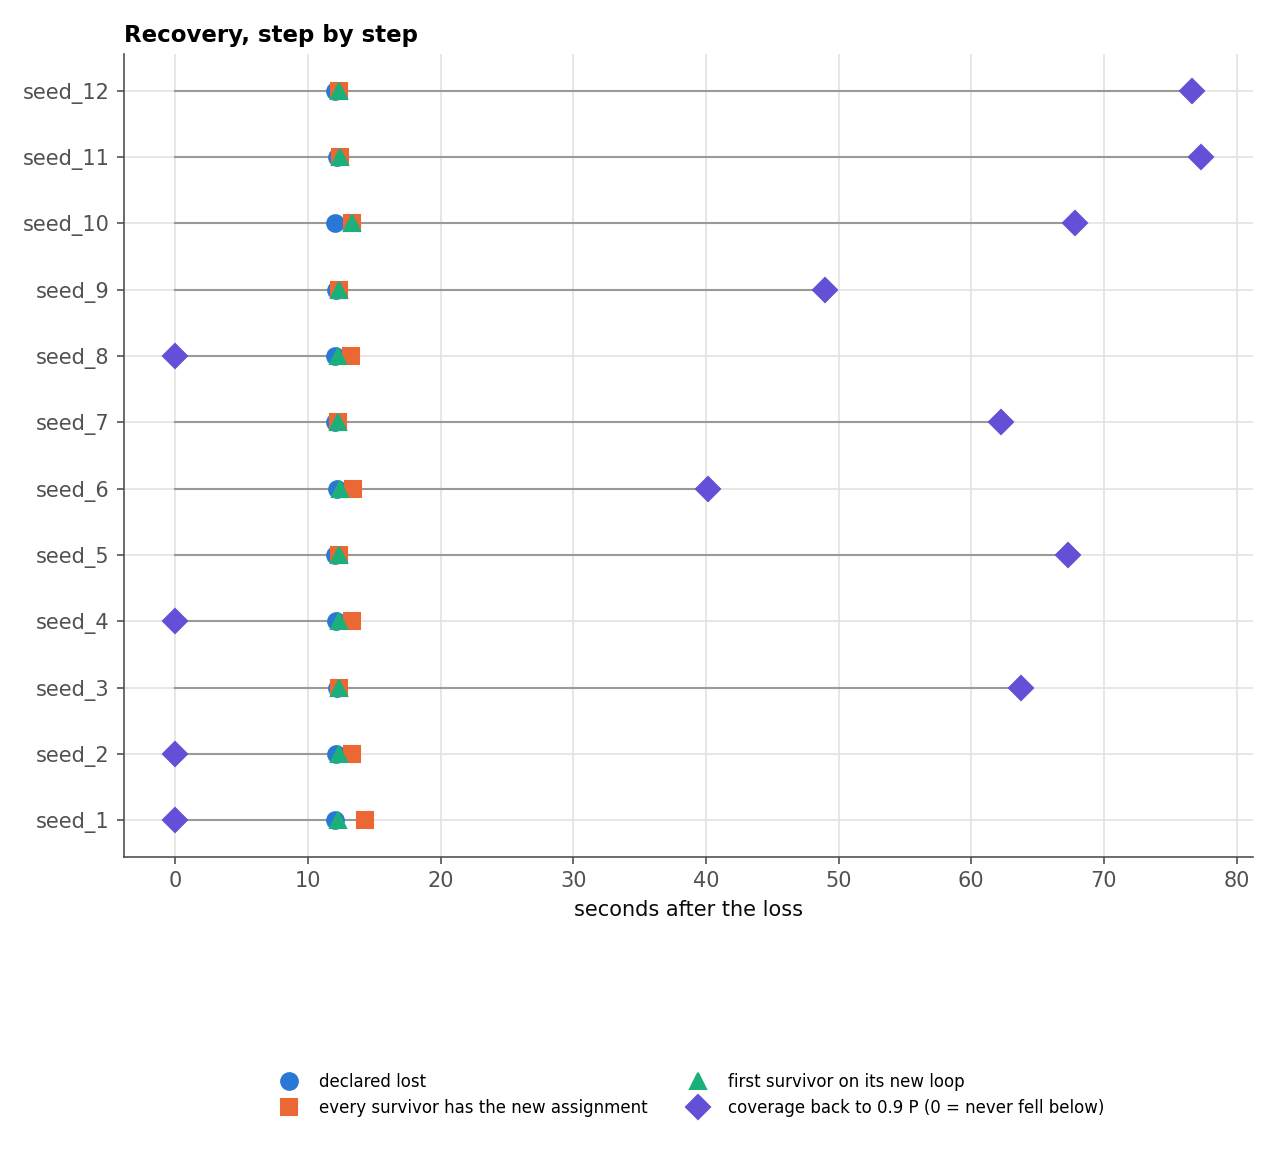 Recovery, step by step
seed_12
seed_11
seed_10
seed_9
seed_8
seed_7
seed_6
seed_5
seed_4
seed_3
seed_2
seed_1
0 10 20 30 40 50 60 70 80
seconds after the loss
declared lost
every survivor has the new assignment
first survivor on its new loop
coverage back to 0.9 P (0 = never fell below)